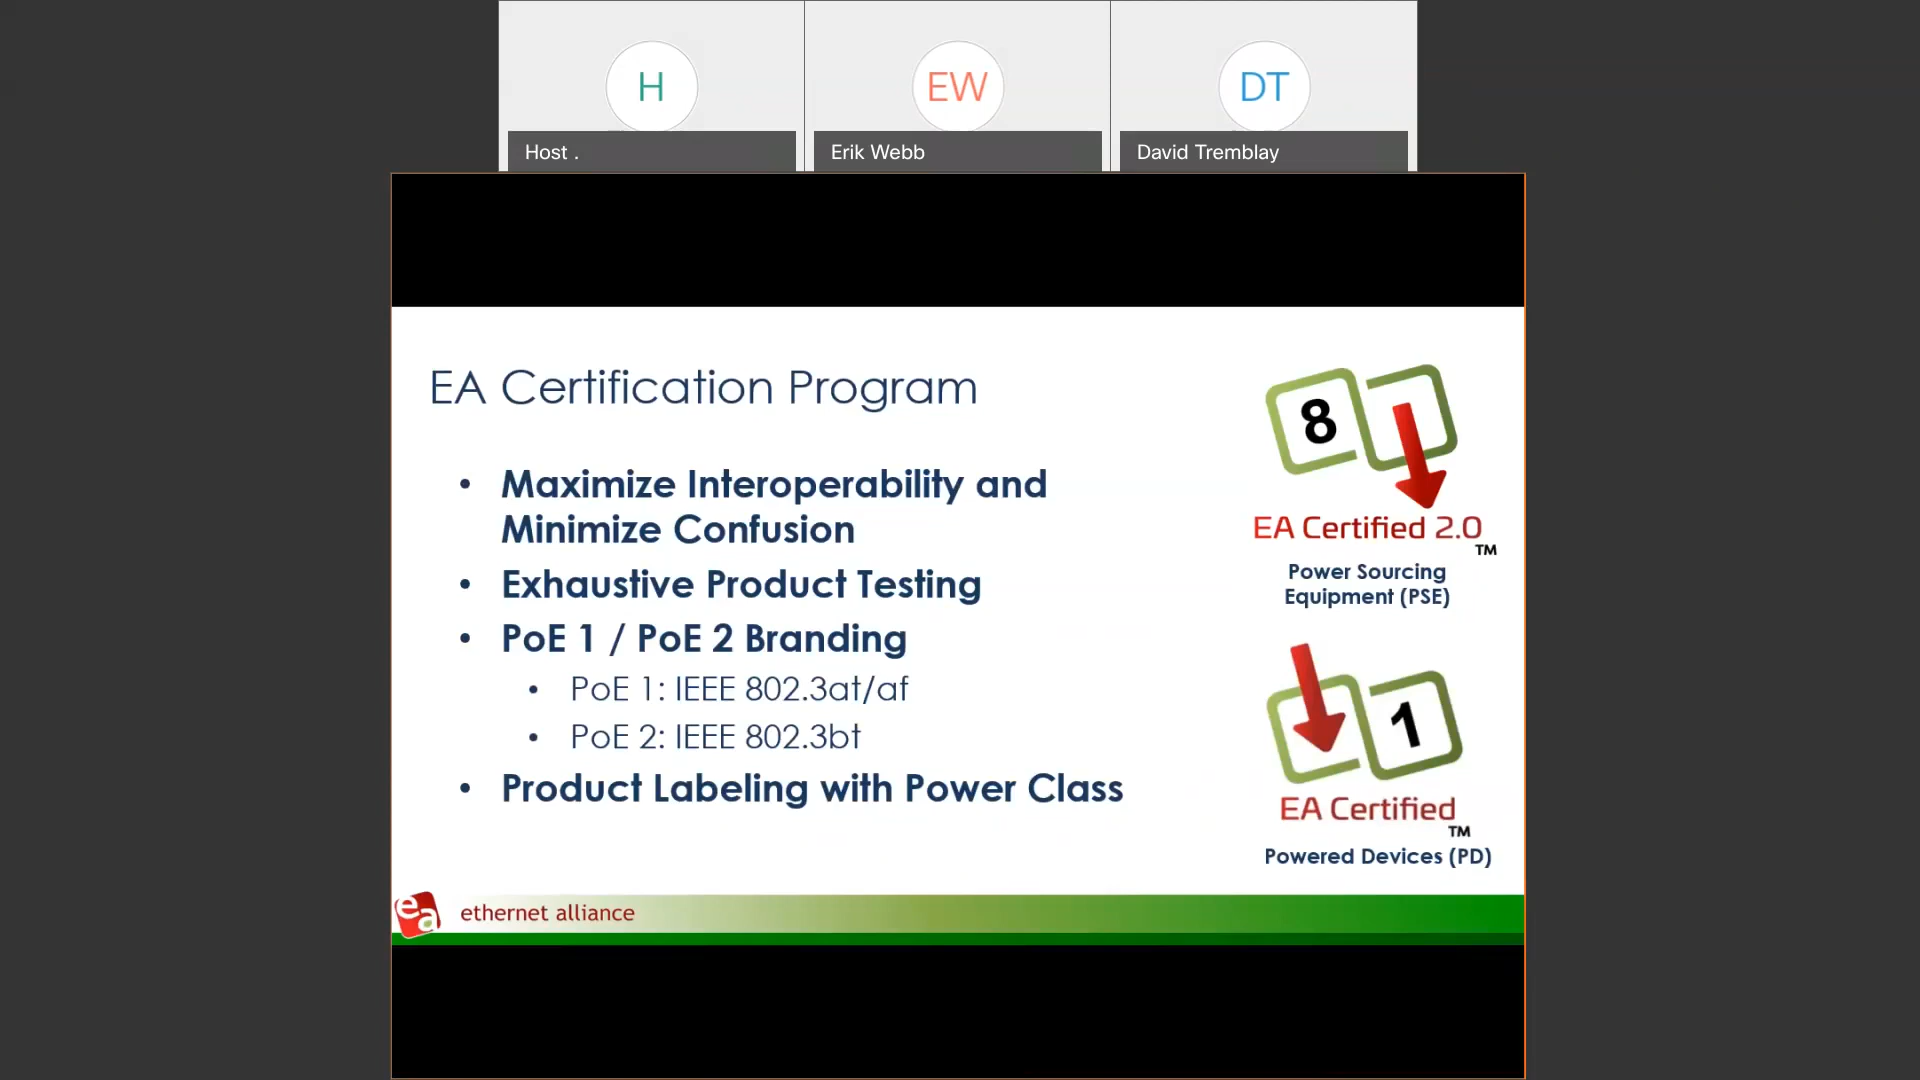 H
EW
DT
Host .
Erik Webb
David Tremblay
EA Certification Program
• Maximize Interoperability and
Minimize Confusion
• Exhaustive Product Testing
• PoE 1 / PoE 2 Branding
• PoE 1: IEEE 802.3at/af
• PoE 2: IEEE 802.3bt
• Product Labeling with Power Class
8
EA Certified 2.0
TM
Power Sourcing
Equipment (PSE)
1
EA Certified
TM
Powered Devices (PD)
ea
ethernet alliance